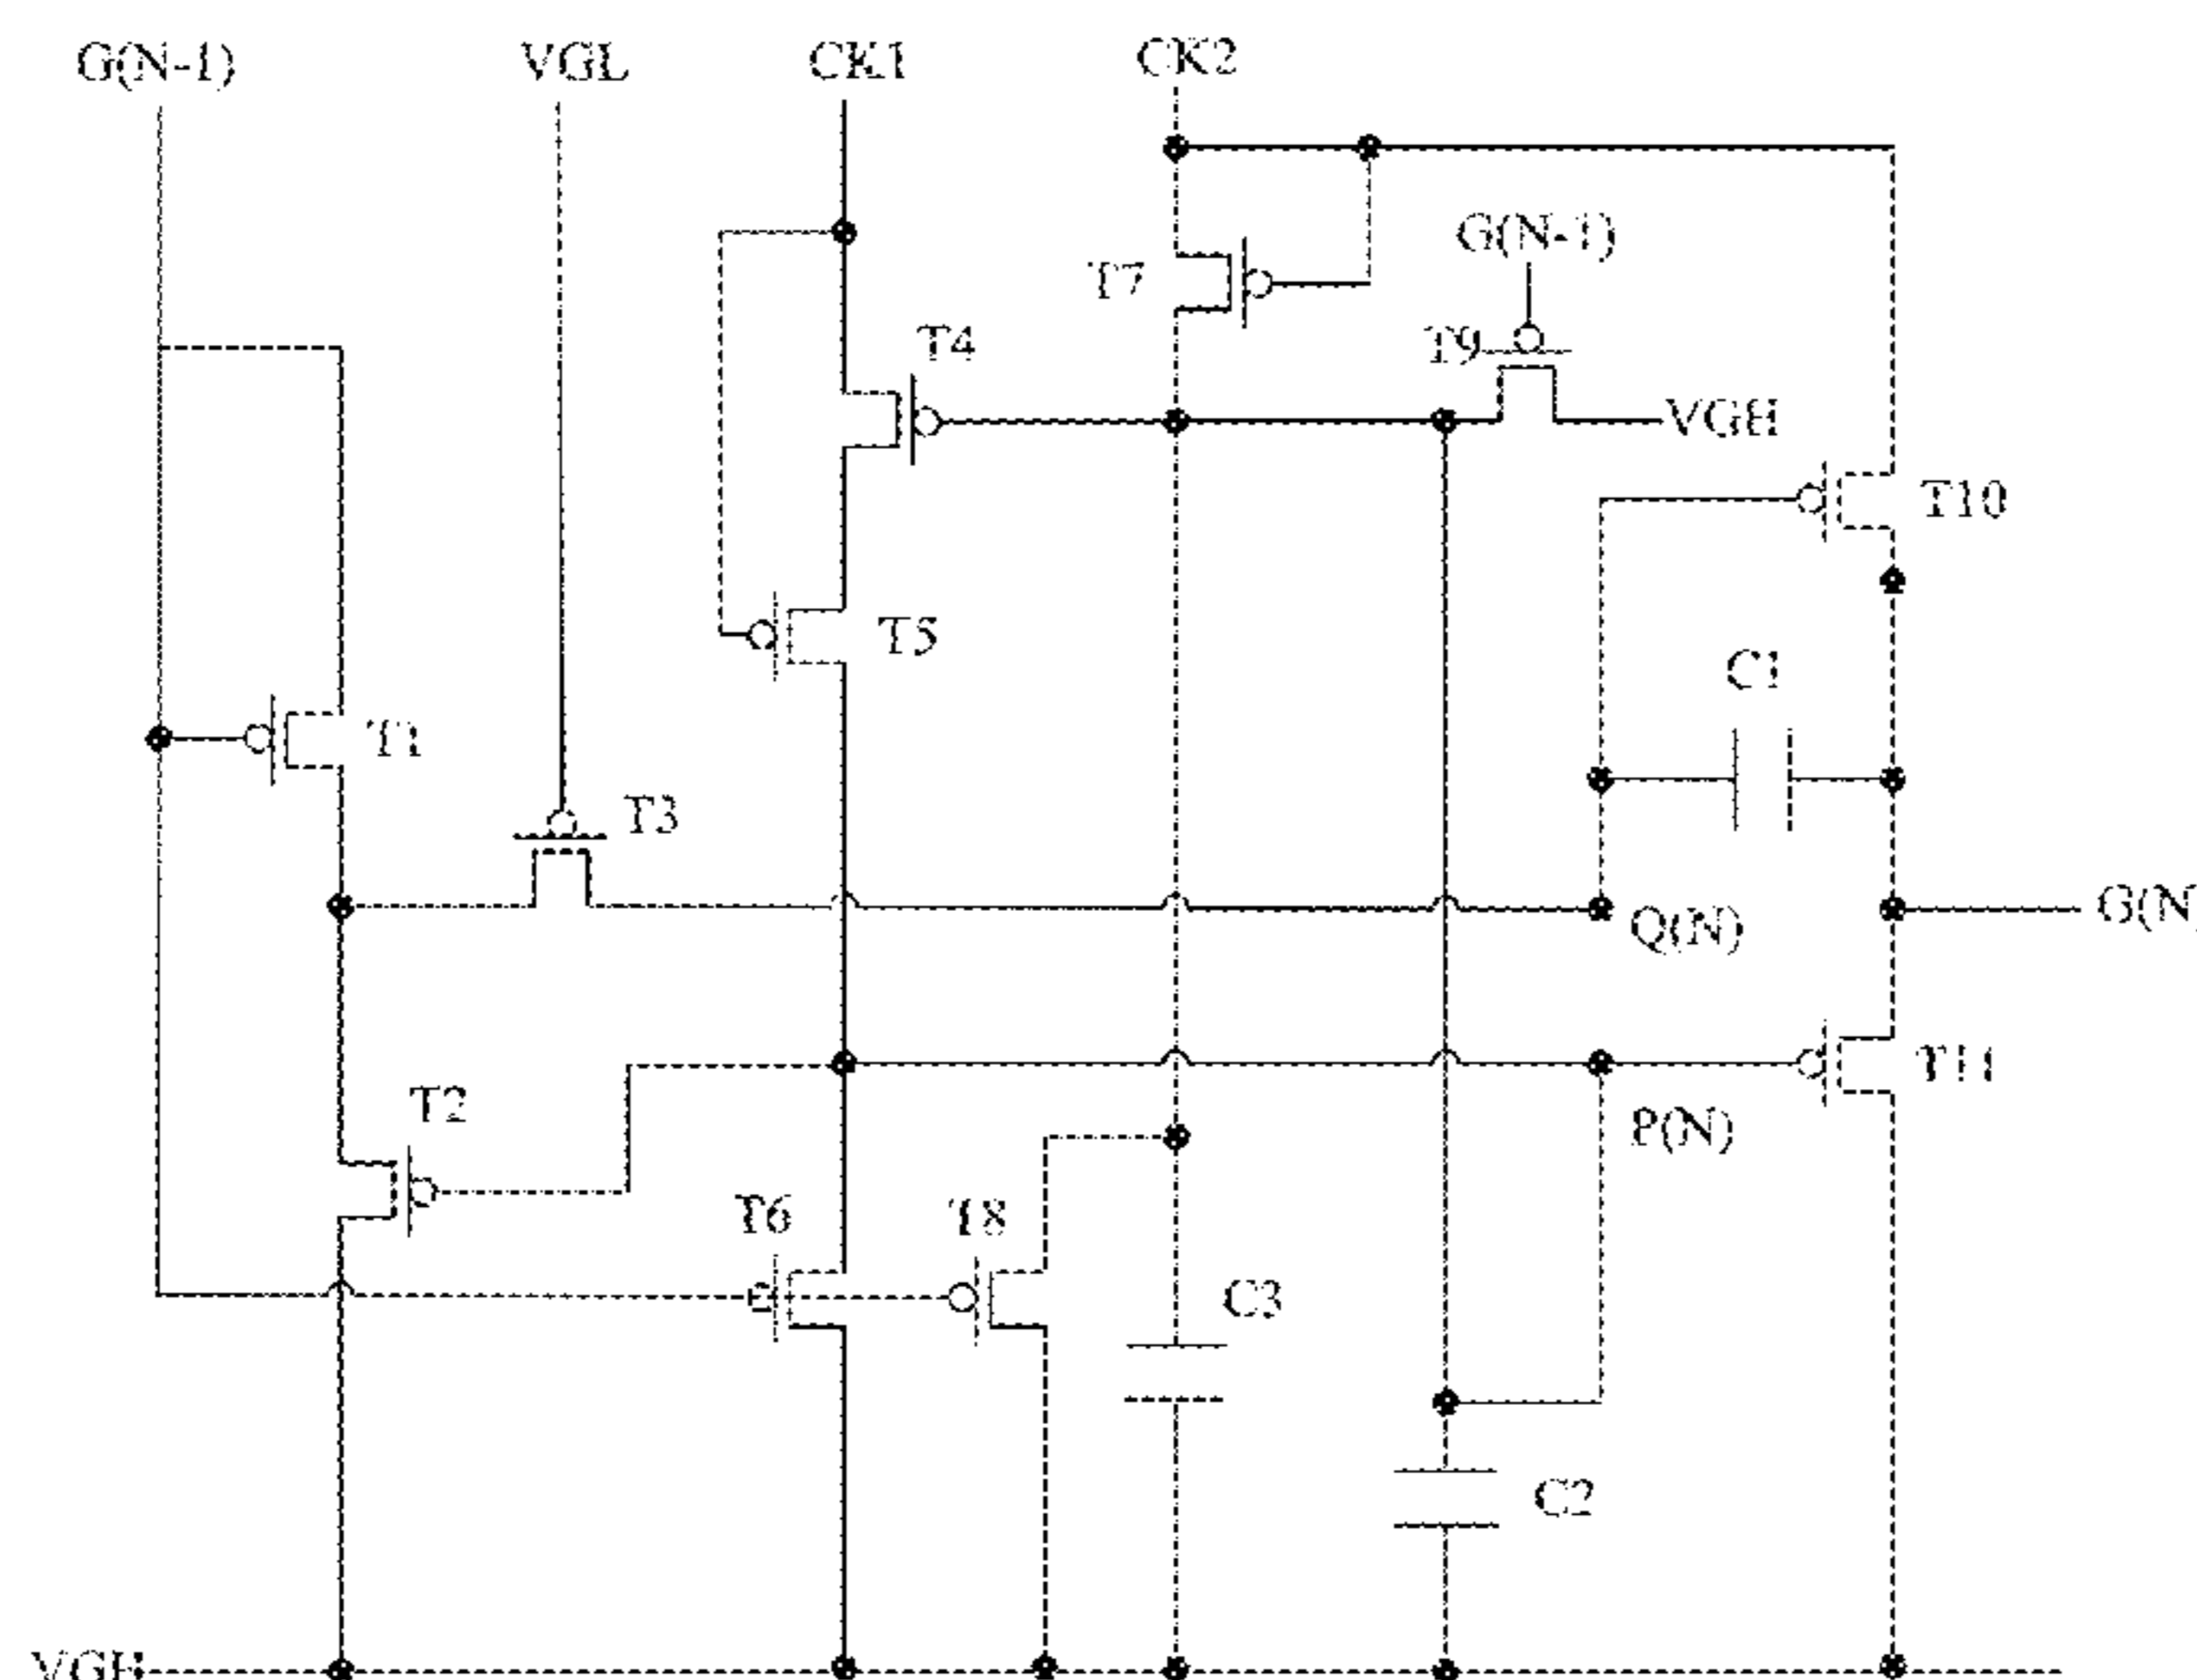 G(N-1) VGL CK1 CK2
G(N-1)
T7
T4 T9
VGH
T10
T5
C1
T1
T3
Q(N) G(N)
T2
P(N) T11
T6 T8
C3
C2
VGH